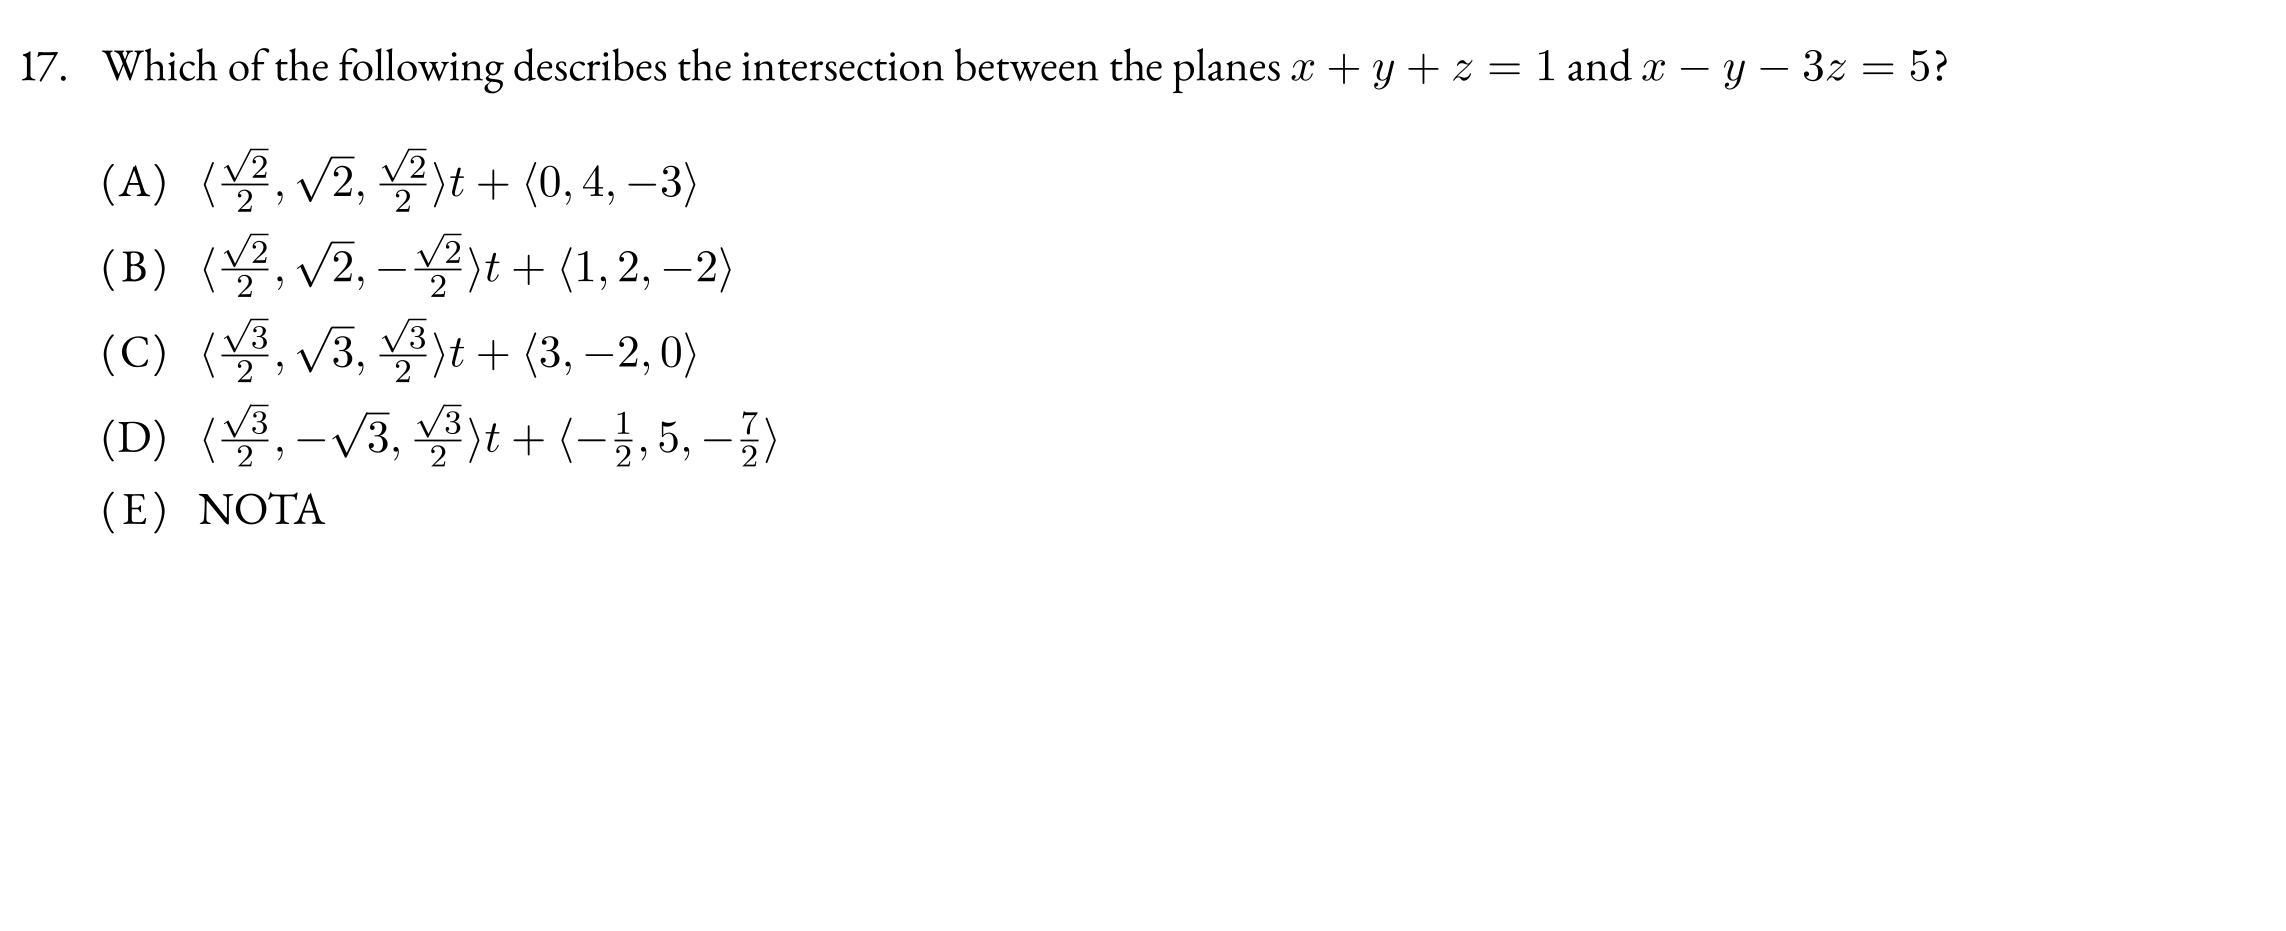 17. Which of the following describes the intersection between the planes $x + y + z = 1$ and $x - y - 3z = 5$?
(A) $\langle \frac{\sqrt{2}}{2}, \sqrt{2}, \frac{\sqrt{2}}{2} \rangle t + \langle 0, 4, -3 \rangle$
(B) $\langle \frac{\sqrt{2}}{2}, \sqrt{2}, -\frac{\sqrt{2}}{2} \rangle t + \langle 1, 2, -2 \rangle$
(C) $\langle \frac{\sqrt{3}}{2}, \sqrt{3}, \frac{\sqrt{3}}{2} \rangle t + \langle 3, -2, 0 \rangle$
(D) $\langle \frac{\sqrt{3}}{2}, -\sqrt{3}, \frac{\sqrt{3}}{2} \rangle t + \langle -\frac{1}{2}, 5, -\frac{7}{2} \rangle$
(E) NOTA